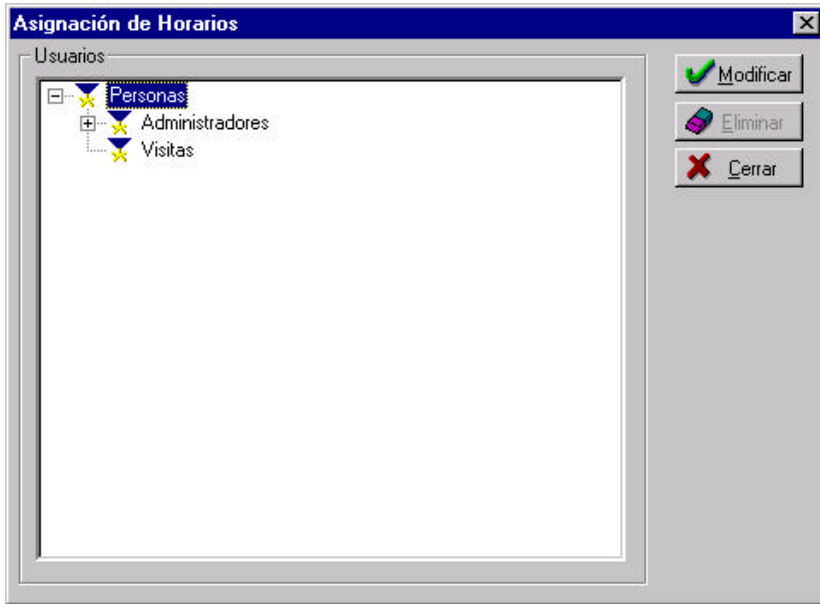 Asignación de Horarios
Usuarios
Personas
Administradores
Visitas
Modificar
Eliminar
Cerrar